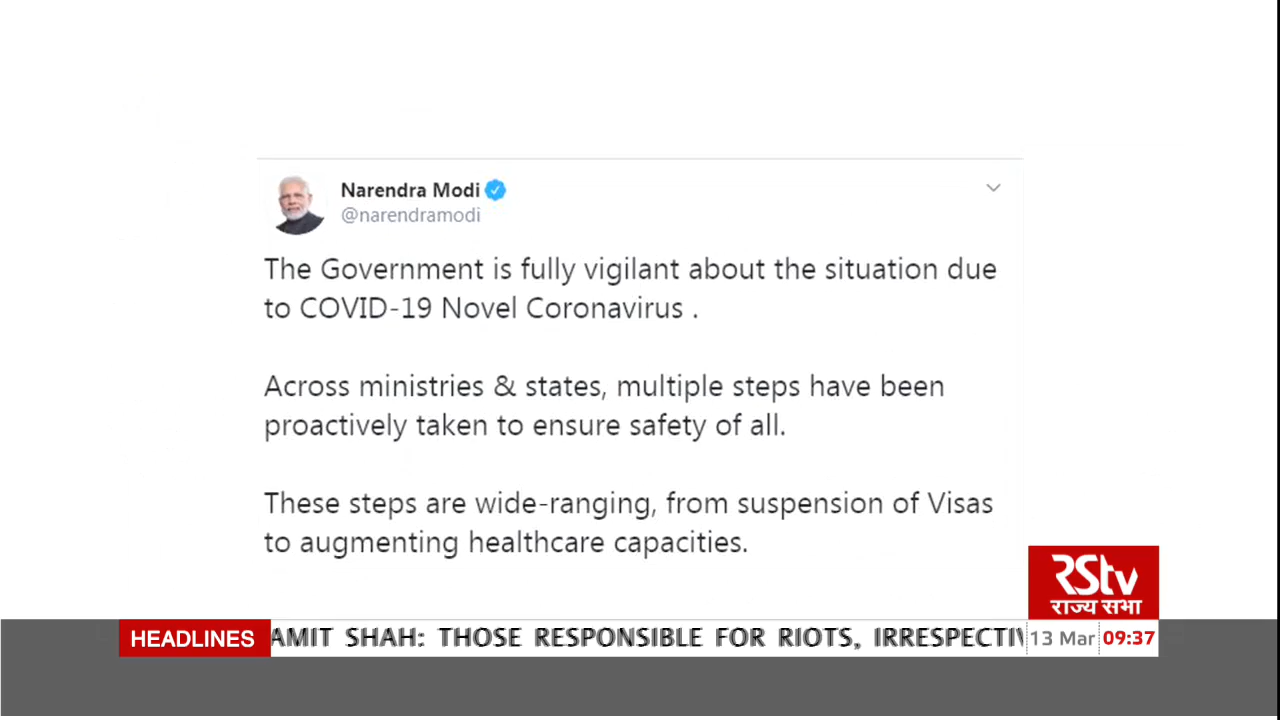 Narendra Modi
@narendramodi
The Government is fully vigilant about the situation due
to COVID-19 Novel Coronavirus .
Across ministries & states, multiple steps have been
proactively taken to ensure safety of all.
These steps are wide-ranging, from suspension of Visas
to augmenting healthcare capacities.
RStv
राज्य सभा
HEADLINES AMIT SHAH: THOSE RESPONSIBLE FOR RIOTS, IRRESPECTIV 13 Mar 09:37